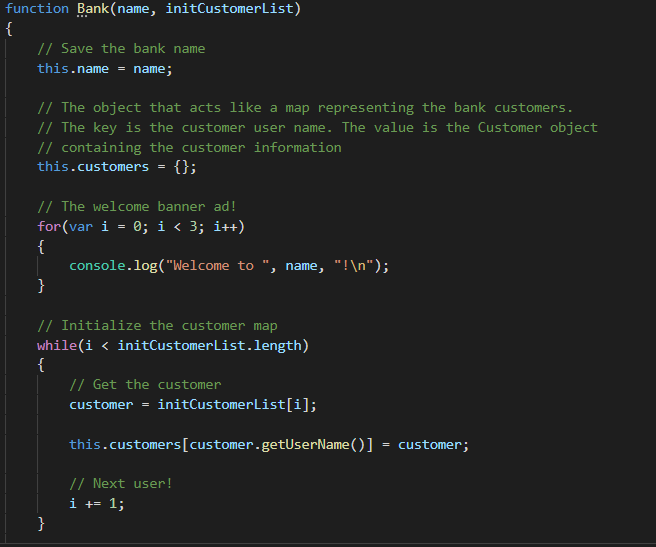 function Bank(name, initCustomerList)
{
    // Save the bank name
    this.name = name;

    // The object that acts like a map representing the bank customers.
    // The key is the customer user name. The value is the Customer object
    // containing the customer information
    this.customers = {};

    // The welcome banner ad!
    for(var i = 0; i < 3; i++)
    {
        console.log("Welcome to ", name, "!\n");
    }

    // Initialize the customer map
    while(i < initCustomerList.length)
    {
        // Get the customer
        customer = initCustomerList[i];

        this.customers[customer.getUserName()] = customer;

        // Next user!
        i += 1;
    }